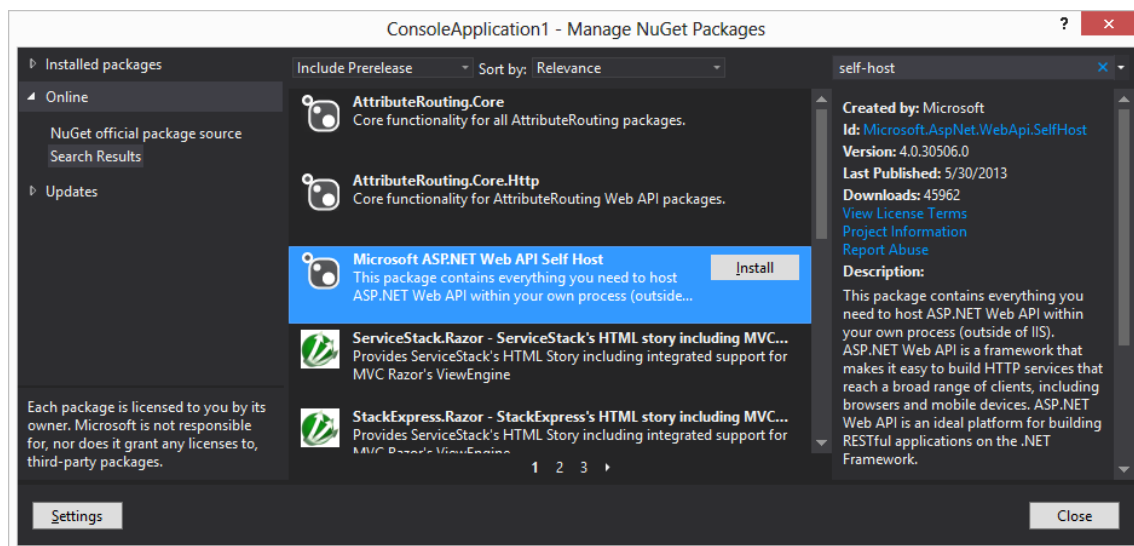 ConsoleApplication1 - Manage NuGet Packages
?
×
Installed packages
Online
NuGet official package source
Search Results
Updates
Each package is licensed to you by its
owner. Microsoft is not responsible
for, nor does it grant any licenses to,
third-party packages.
Settings
Include Prerelease
Sort by: Relevance
AttributeRouting.Core
Core functionality for all AttributeRouting packages.
AttributeRouting.Core.Http
Core functionality for AttributeRouting Web API packages.
Microsoft ASP.NET Web API Self Host
This package contains everything you need to host
ASP.NET Web API within your own process (outside...
Install
ServiceStack.Razor - ServiceStack's HTML story including MVC...
Provides ServiceStack's HTML Story including integrated support for
MVC Razor's ViewEngine
StackExpress.Razor - StackExpress's HTML story including MVC...
Provides ServiceStack's HTML Story including integrated support for
MVC Razor's ViewEngine
1 2 3
self-host
Created by: Microsoft
Id: Microsoft.AspNet.WebApi.SelfHost
Version: 4.0.30506.0
Last Published: 5/30/2013
Downloads: 45962
View License Terms
Project Information
Report Abuse
Description:
This package contains everything you
need to host ASP.NET Web API within
your own process (outside of IIS).
ASP.NET Web API is a framework that
makes it easy to build HTTP services that
reach a broad range of clients, including
browsers and mobile devices. ASP.NET
Web API is an ideal platform for building
RESTful applications on the .NET
Framework.
Close